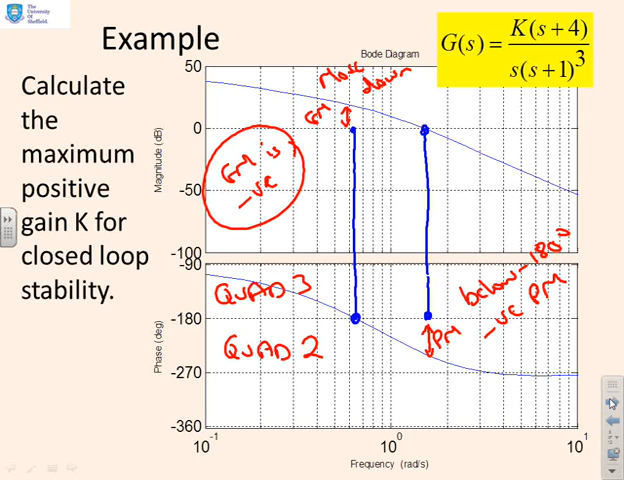 The
University
Of
Sheffield.
Example
G(s) = K(s + 4) / s(s + 1)^3
Calculate
the
maximum
positive
gain K for
closed loop
stability.
Bode Diagram
Magnitude (dB)
50
0
-50
-100
GM
Move
down
GM is
-ve
Phase (deg)
-90
-180
-270
-360
QUAD 3
QUAD 2
PM
below -180°
-ve PM
10^-1
10^0
10^1
Frequency (rad/s)